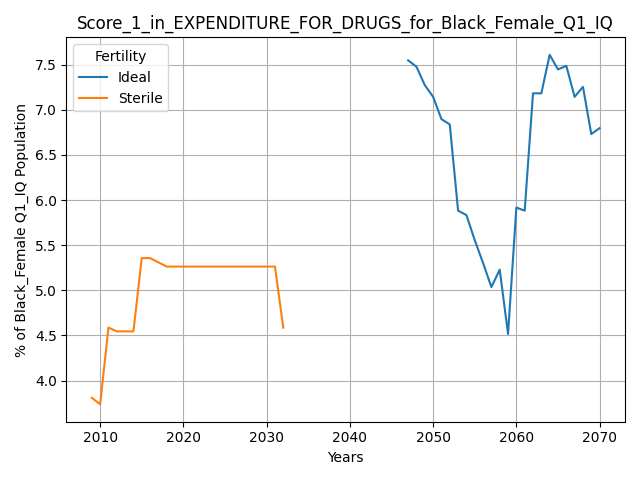 Score_1_in_EXPENDITURE_FOR_DRUGS_for_Black_Female_Q1_IQ
Fertility
Ideal
Sterile
% of Black_Female Q1_IQ Population
7.5
7.0
6.5
6.0
5.5
5.0
4.5
4.0
2010 2020 2030 2040 2050 2060 2070
Years